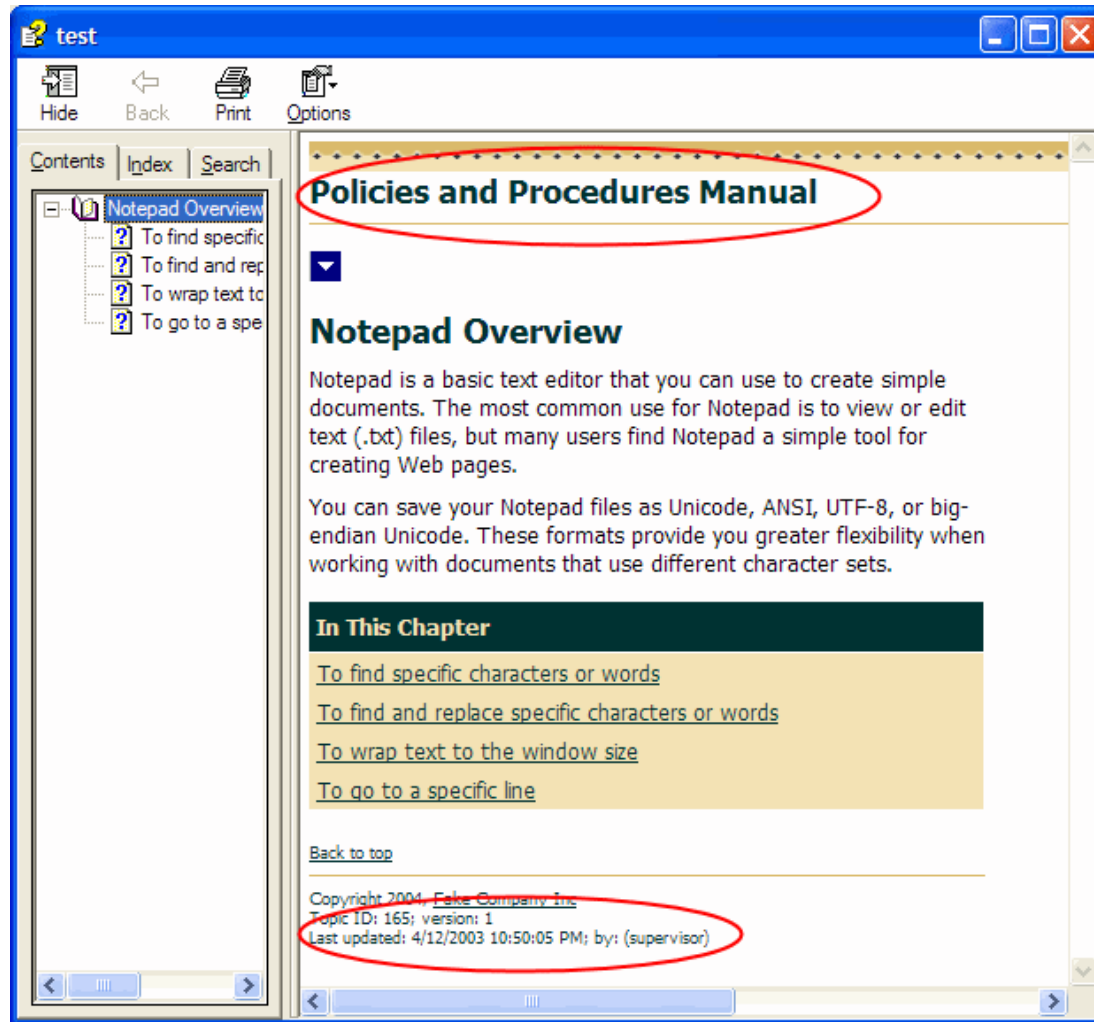 test
Hide Back Print Options
Contents Index Search
Notepad Overview
To find specific
To find and rep
To wrap text to
To go to a spe
Policies and Procedures Manual
Notepad Overview
Notepad is a basic text editor that you can use to create simple
documents. The most common use for Notepad is to view or edit
text (.txt) files, but many users find Notepad a simple tool for
creating Web pages.
You can save your Notepad files as Unicode, ANSI, UTF-8, or big-
endian Unicode. These formats provide you greater flexibility when
working with documents that use different character sets.
In This Chapter
To find specific characters or words
To find and replace specific characters or words
To wrap text to the window size
To go to a specific line
Back to top
Copyright 2004, Fake Company Inc
Topic ID: 165; version: 1
Last updated: 4/12/2003 10:50:05 PM; by: (supervisor)